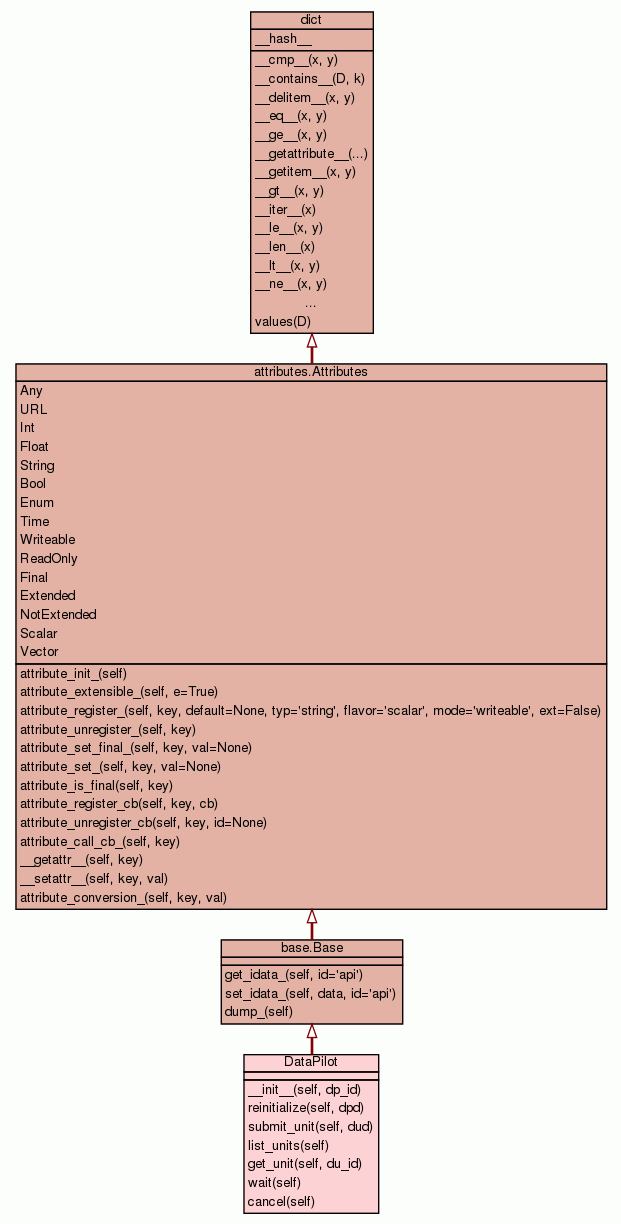 dict
__hash__
__cmp__(x, y)
__contains__(D, k)
__delitem__(x, y)
__eq__(x, y)
__ge__(x, y)
__getattribute__(...)
__getitem__(x, y)
__gt__(x, y)
__iter__(x)
__le__(x, y)
__len__(x)
__lt__(x, y)
__ne__(x, y)
...
values(D)
attributes.Attributes
Any
URL
Int
Float
String
Bool
Enum
Time
Writeable
ReadOnly
Final
Extended
NotExtended
Scalar
Vector
attribute_init_(self)
attribute_extensible_(self, e=True)
attribute_register_(self, key, default=None, typ='string', flavor='scalar', mode='writeable', ext=False)
attribute_unregister_(self, key)
attribute_set_final_(self, key, val=None)
attribute_set_(self, key, val=None)
attribute_is_final(self, key)
attribute_register_cb(self, key, cb)
attribute_unregister_cb(self, key, id=None)
attribute_call_cb_(self, key)
__getattr__(self, key)
__setattr__(self, key, val)
attribute_conversion_(self, key, val)
base.Base
get_idata_(self, id='api')
set_idata_(self, data, id='api')
dump_(self)
DataPilot
__init__(self, dp_id)
reinitialize(self, dpd)
submit_unit(self, dud)
list_units(self)
get_unit(self, du_id)
wait(self)
cancel(self)